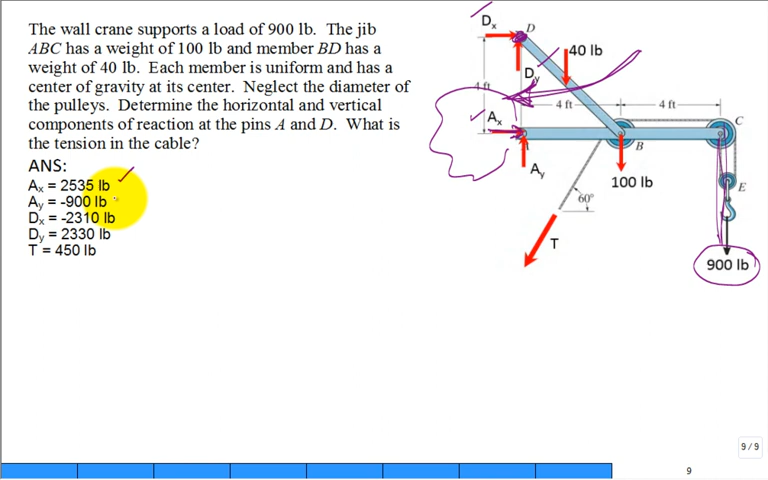 The wall crane supports a load of 900 lb. The jib
ABC has a weight of 100 lb and member BD has a
weight of 40 lb. Each member is uniform and has a
center of gravity at its center. Neglect the diameter of
the pulleys. Determine the horizontal and vertical
components of reaction at the pins A and D. What is
the tension in the cable?
ANS:
Ax = 2535 lb
Ay = -900 lb
Dx = -2310 lb
Dy = 2330 lb
T = 450 lb
Dx
D
40 lb
Dy
4 ft
4 ft
4 ft
Ax
C
B
Ay
100 lb
E
60°
T
900 lb
9/9
9